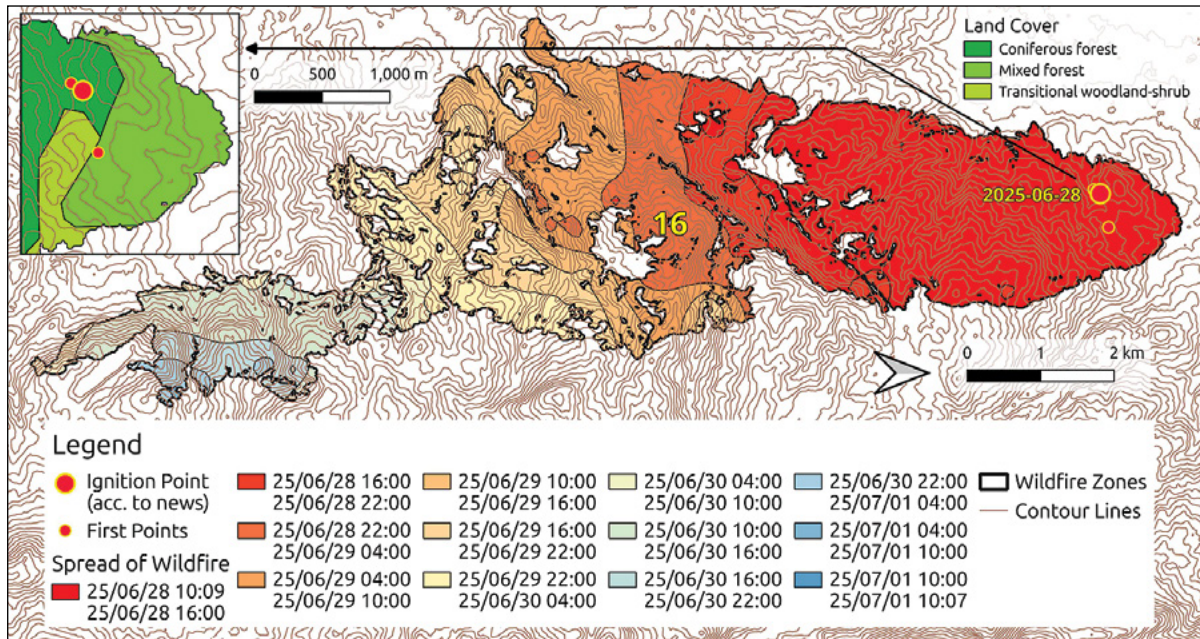 Land Cover
Coniferous forest
Mixed forest
Transitional woodland-shrub
0 500 1,000 m
2025-06-28
16
0 1 2 km
Legend
Ignition Point
(acc. to news)
First Points
Spread of Wildfire
25/06/28 10:09
25/06/28 16:00
25/06/28 16:00
25/06/28 22:00
25/06/28 22:00
25/06/29 04:00
25/06/29 04:00
25/06/29 10:00
25/06/29 10:00
25/06/29 16:00
25/06/29 16:00
25/06/29 22:00
25/06/29 22:00
25/06/30 04:00
25/06/30 04:00
25/06/30 10:00
25/06/30 10:00
25/06/30 16:00
25/06/30 16:00
25/06/30 22:00
25/06/30 22:00
25/07/01 04:00
25/07/01 04:00
25/07/01 10:00
25/07/01 10:00
25/07/01 10:07
Wildfire Zones
Contour Lines